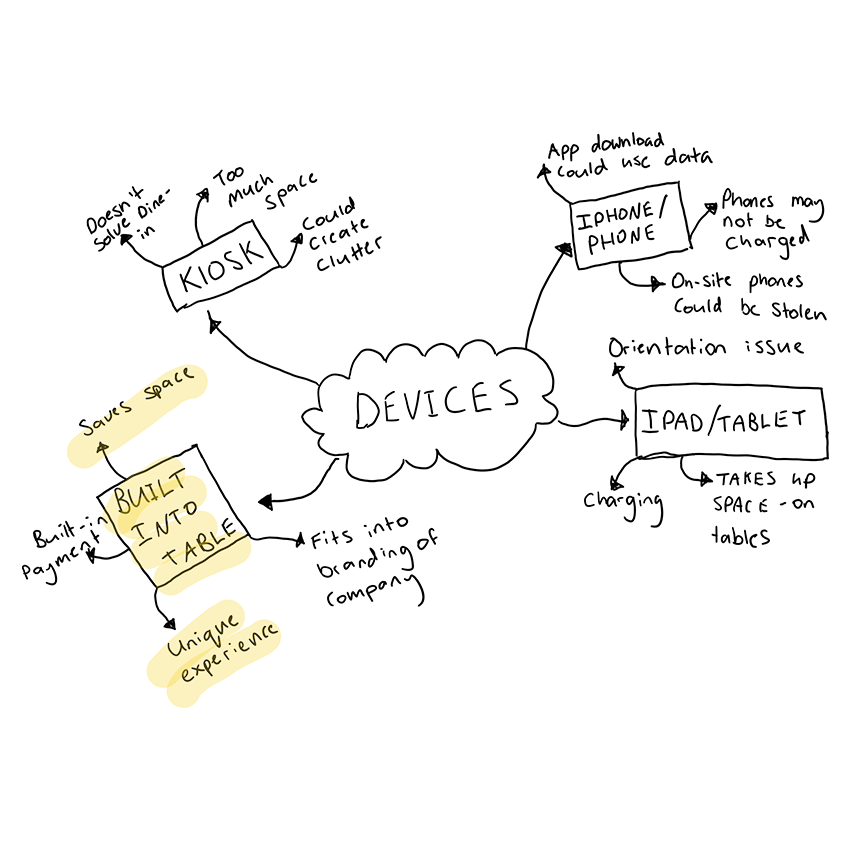 DEVICES
KIOSK
Doesn't
Solve Dine-
in
Too
much
space
Could
Create
Clutter
IPHONE/
PHONE
App download
Could use data
Phones may
not be
charged
On-site phones
Could be Stolen
IPAD/TABLET
Orientation issue
Charging
TAKES UP
SPACE - on
tables
BUILT
INTO
TABLE
Saves space
Built-in
Payment
Fits into
branding of
company
Unique
experience